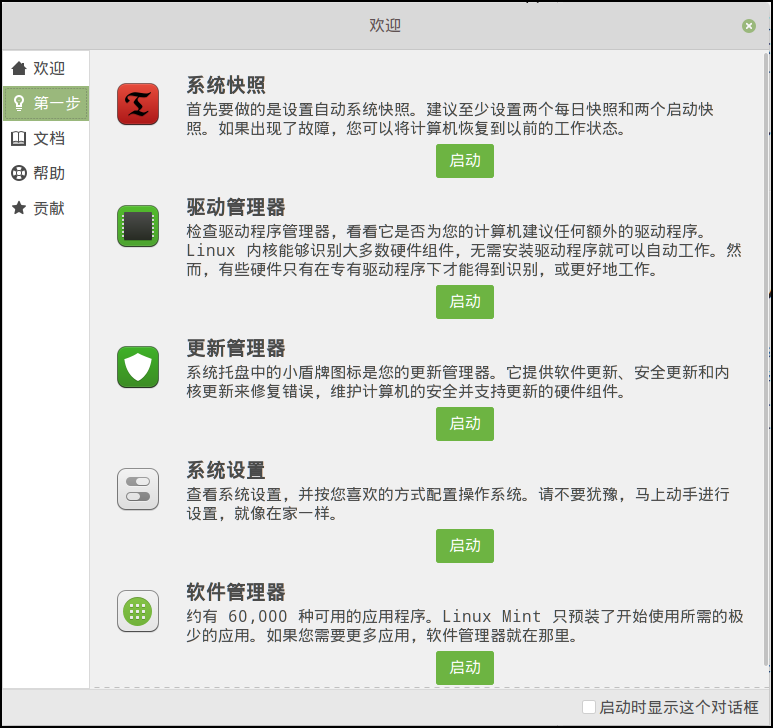 欢迎
欢迎
第一步
文档
帮助
贡献
系统快照
首先要做的是设置自动系统快照。建议至少设置两个每日快照和两个启动快
照。如果出现了故障，您可以将计算机恢复到以前的工作状态。
启动
驱动管理器
检查驱动程序管理器，看看它是否为您的计算机建议任何额外的驱动程序。
Linux 内核能够识别大多数硬件组件，无需安装驱动程序就可以自动工作。然
而，有些硬件只有在专有驱动程序下才能得到识别，或更好地工作。
启动
更新管理器
系统托盘中的小盾牌图标是您的更新管理器。它提供软件更新、安全更新和内
核更新来修复错误，维护计算机的安全并支持更新的硬件组件。
启动
系统设置
查看系统设置，并按您喜欢的方式配置操作系统。请不要犹豫，马上动手进行
设置，就像在家一样。
启动
软件管理器
约有 60,000 种可用的应用程序。Linux Mint 只预装了开始使用所需的极
少的应用。如果您需要更多应用，软件管理器就在那里。
启动
启动时显示这个对话框